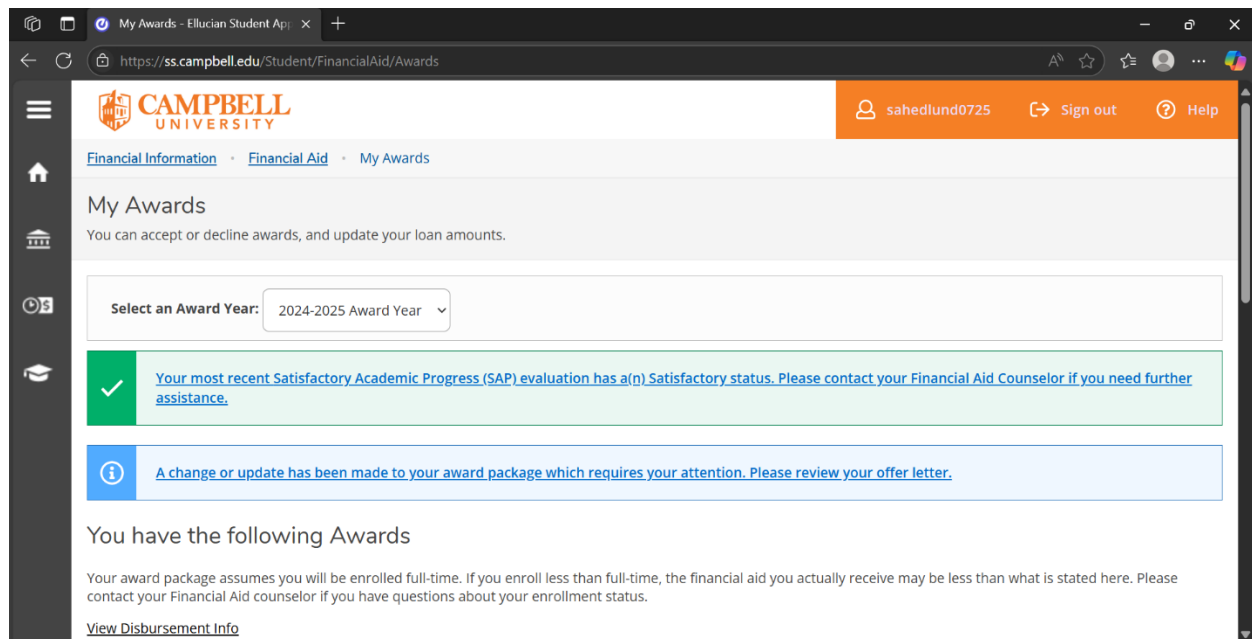 My Awards - Ellucian Student Ap
https://ss.campbell.edu/Student/FinancialAid/Awards
CAMPBELL
UNIVERSITY
sahedlund0725
Sign out
Help
Financial Information · Financial Aid · My Awards
My Awards
You can accept or decline awards, and update your loan amounts.
Select an Award Year: 2024-2025 Award Year
Your most recent Satisfactory Academic Progress (SAP) evaluation has a(n) Satisfactory status. Please contact your Financial Aid Counselor if you need further
assistance.
A change or update has been made to your award package which requires your attention. Please review your offer letter.
You have the following Awards
Your award package assumes you will be enrolled full-time. If you enroll less than full-time, the financial aid you actually receive may be less than what is stated here. Please
contact your Financial Aid counselor if you have questions about your enrollment status.
View Disbursement Info